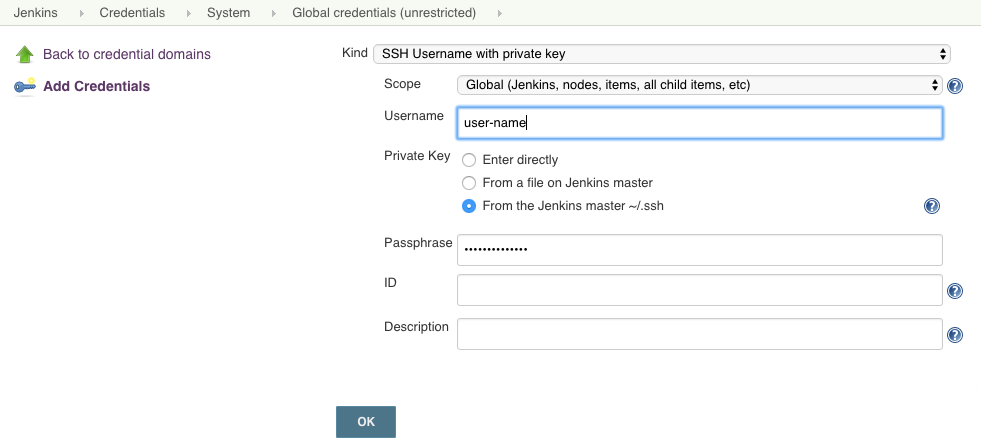 Jenkins Credentials System Global credentials (unrestricted)
Back to credential domains
Add Credentials
Kind SSH Username with private key
Scope Global (Jenkins, nodes, items, all child items, etc)
Username user-name
Private Key Enter directly
From a file on Jenkins master
From the Jenkins master ~/.ssh
Passphrase ••••••••••••••
ID
Description
OK